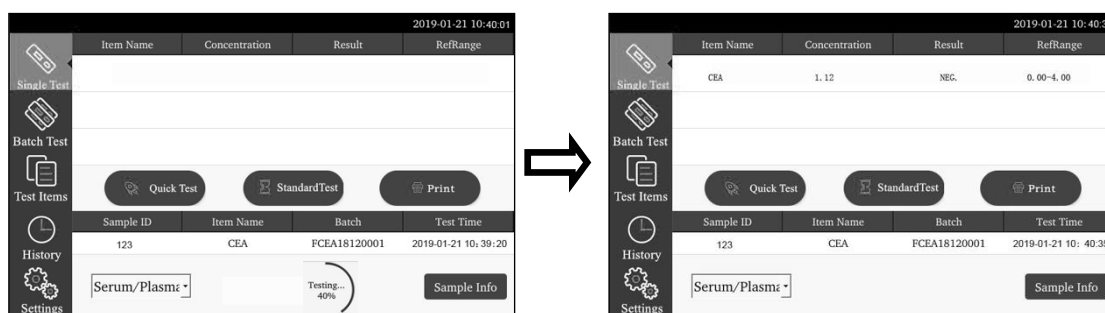 2019-01-21 10:40:01
Item Name Concentration Result RefRange
Single Test
Batch Test
Test Items
Quick Test StandardTest Print
Sample ID Item Name Batch Test Time
123 CEA FCEA18120001 2019-01-21 10:39:20
History
Serum/Plasma Testing... 40% Sample Info
Settings
2019-01-21 10:40:3
Item Name Concentration Result RefRange
CEA 1.12 NEG. 0.00-4.00
Single Test
Batch Test
Test Items
Quick Test StandardTest Print
Sample ID Item Name Batch Test Time
123 CEA FCEA18120001 2019-01-21 10: 40:35
History
Serum/Plasma Sample Info
Settings